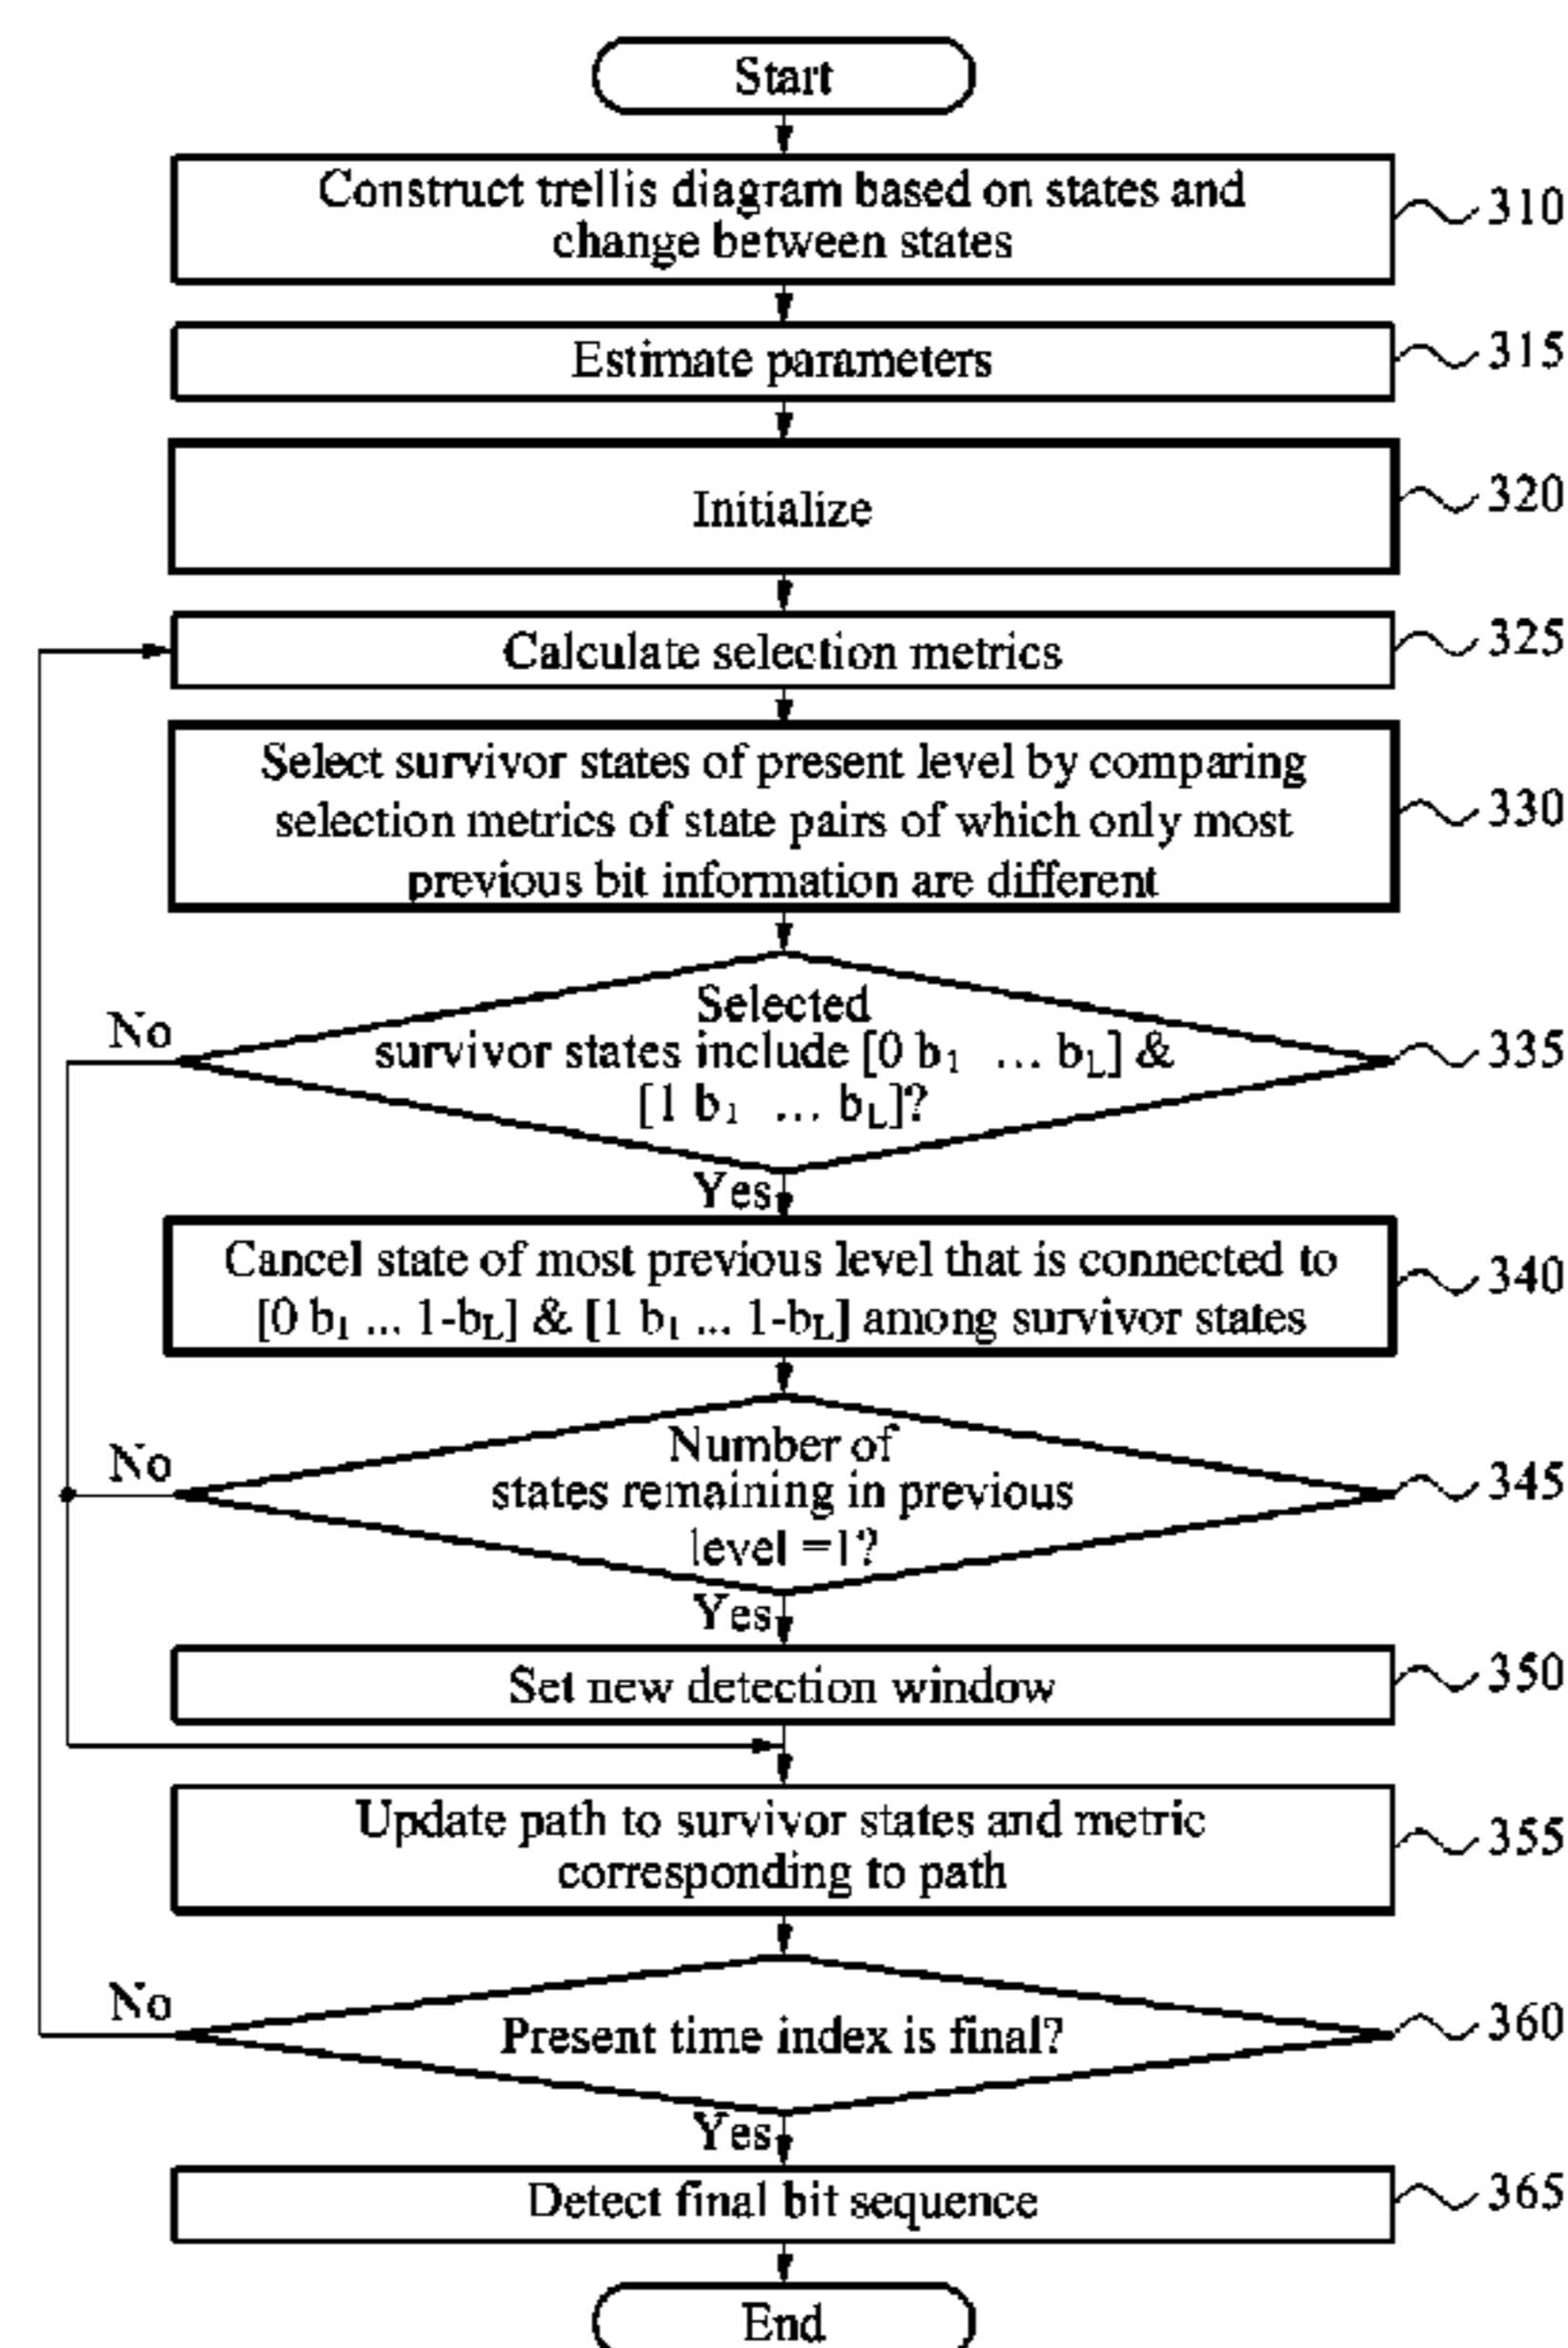 Start
Construct trellis diagram based on states and
change between states
310
Estimate parameters
315
Initialize
320
Calculate selection metrics
325
Select survivor states of present level by comparing
selection metrics of state pairs of which only most
previous bit information are different
330
Selected
survivor states include [0 b₁ ... b_L] &
[1 b₁ ... b_L]?
335
No
Yes
Cancel state of most previous level that is connected to
[0 b₁ ... 1-b_L] & [1 b₁ ... 1-b_L] among survivor states
340
Number of
states remaining in previous
level =1?
345
No
Yes
Set new detection window
350
Update path to survivor states and metric
corresponding to path
355
Present time index is final?
360
No
Yes
Detect final bit sequence
365
End